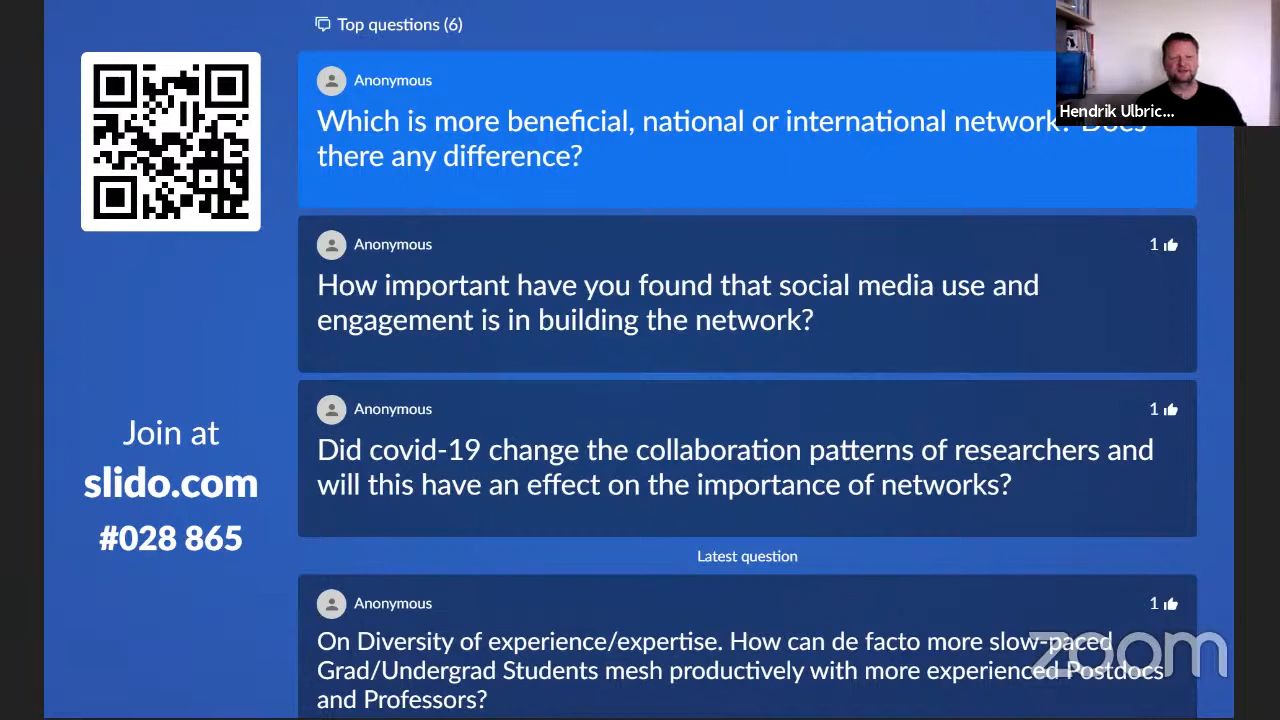 Top questions (6)
Anonymous
Which is more beneficial, national or international network? Does
there any difference?
Hendrik Ulbric...
Anonymous
1
How important have you found that social media use and
engagement is in building the network?
Anonymous
1
Did covid-19 change the collaboration patterns of researchers and
will this have an effect on the importance of networks?
Join at
slido.com
#028 865
Latest question
Anonymous
1
On Diversity of experience/expertise. How can de facto more slow-paced
Grad/Undergrad Students mesh productively with more experienced Postdocs
and Professors?
zoom